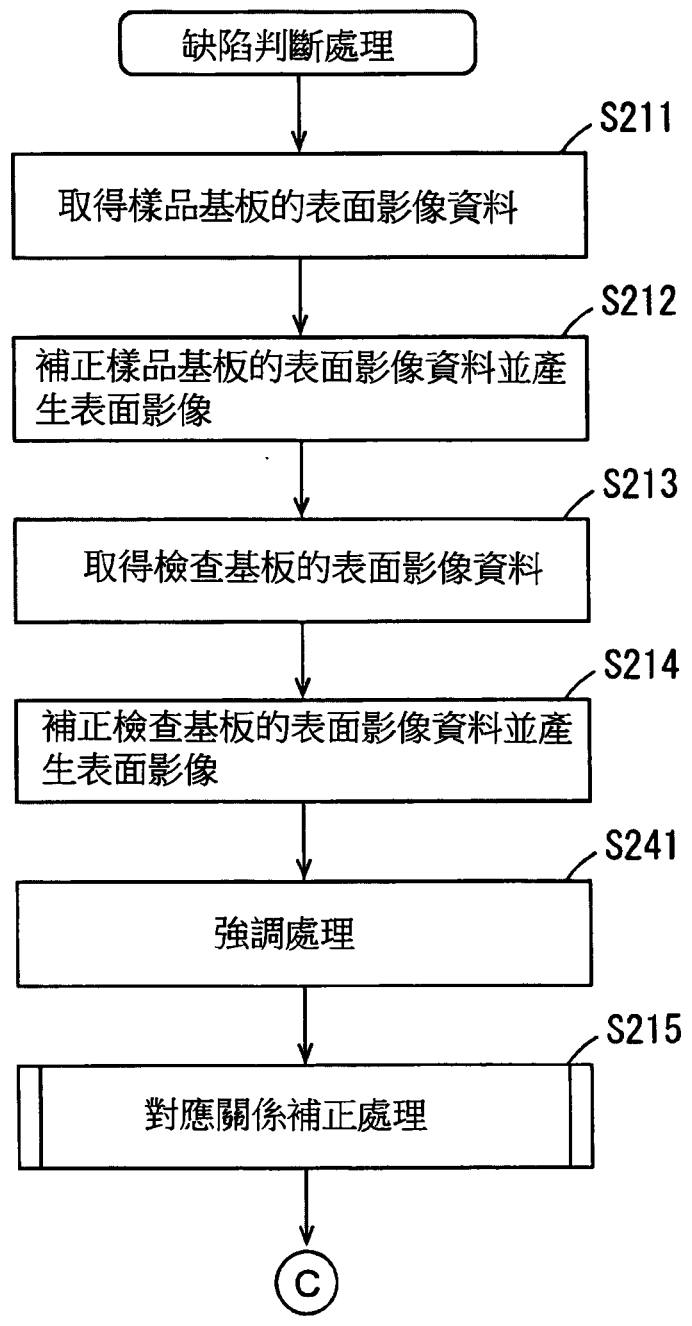 缺陷判斷處理
S211
取得樣品基板的表面影像資料
S212
補正樣品基板的表面影像資料並產
生表面影像
S213
取得檢查基板的表面影像資料
S214
補正檢查基板的表面影像資料並產
生表面影像
S241
強調處理
S215
對應關係補正處理
C